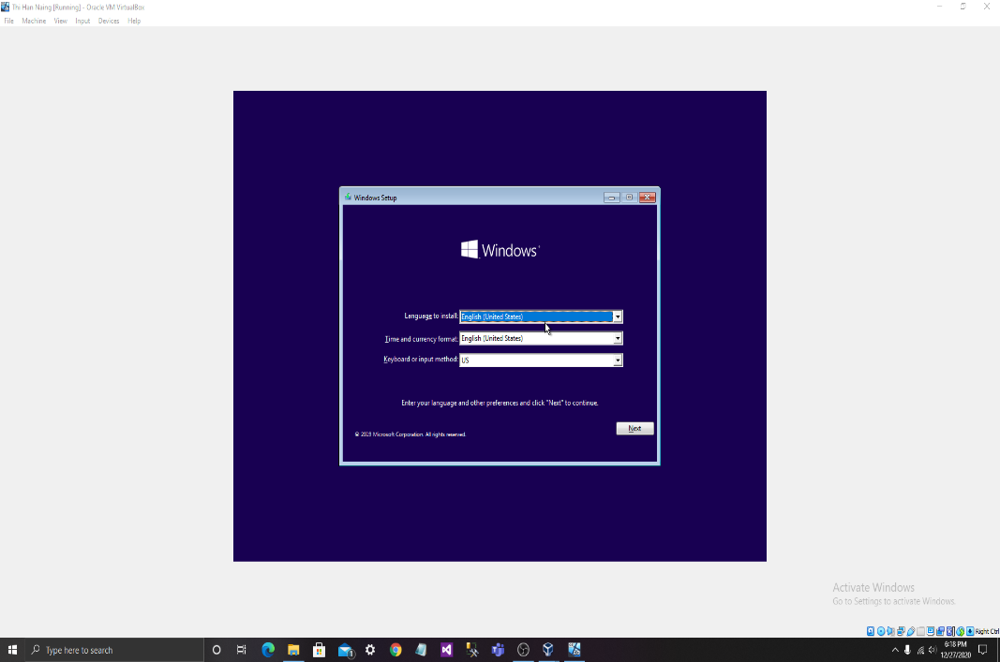 Thi Han Naing [Running] - Oracle VM VirtualBox
File Machine View Input Devices Help
Windows Setup
Windows
Language to install: English (United States)
Time and currency format: English (United States)
Keyboard or input method: US
Enter your language and other preferences and click "Next" to continue.
© 2019 Microsoft Corporation. All rights reserved.
Next
Activate Windows
Go to Settings to activate Windows.
Right Ctrl
Type here to search
6:18 PM
12/27/2020